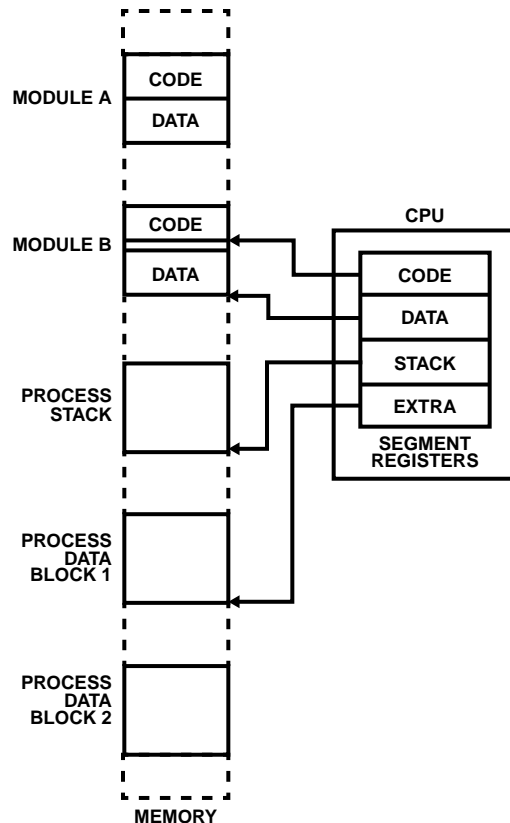 MODULE A
CODE
DATA
MODULE B
CODE
DATA
PROCESS
STACK
PROCESS
DATA
BLOCK 1
PROCESS
DATA
BLOCK 2
MEMORY
CPU
CODE
DATA
STACK
EXTRA
SEGMENT
REGISTERS